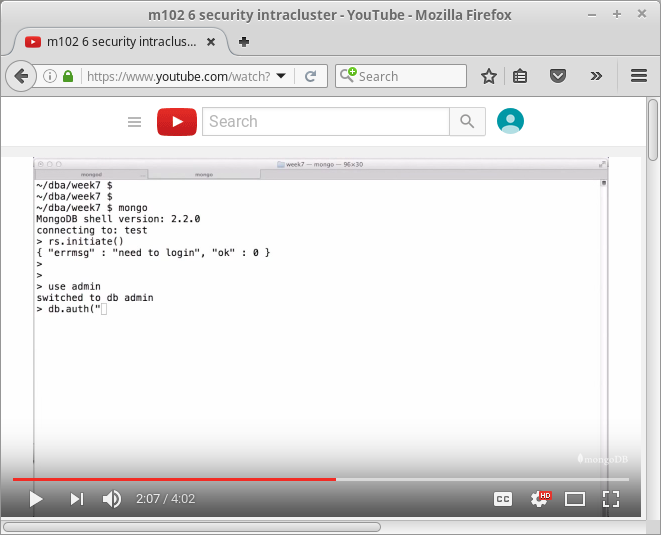 m102 6 security intracluster - YouTube - Mozilla Firefox
m102 6 security intraclus...
https://www.youtube.com/watch?
Search
Search
week7 — mongo — 96×30
mongod
mongo
~/dba/week7 $
~/dba/week7 $
~/dba/week7 $ mongo
MongoDB shell version: 2.2.0
connecting to: test
> rs.initiate()
{ "errmsg" : "need to login", "ok" : 0 }
>
>
> use admin
switched to db admin
> db.auth("
mongoDB
2:07 / 4:02
CC
HD